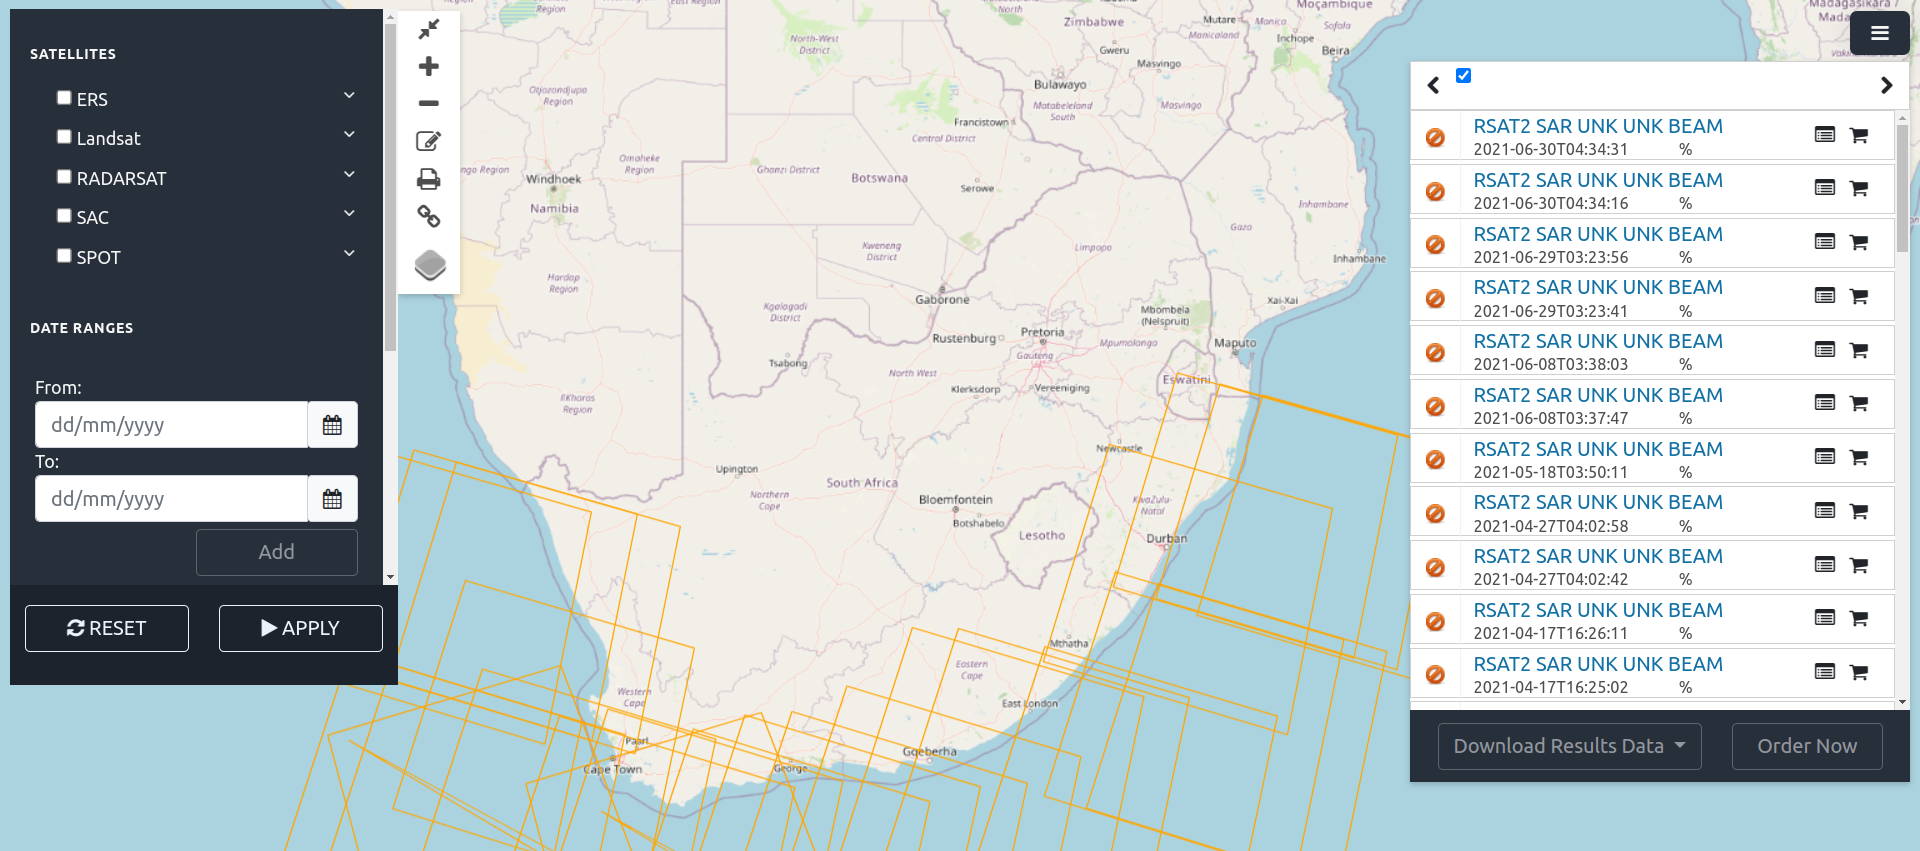 SATELLITES
ERS
Landsat
RADARSAT
SAC
SPOT
DATE RANGES
From:
dd/mm/yyyy
To:
dd/mm/yyyy
Add
RESET
APPLY
Region
East Region
Zimbabwe
Mutare
Manica
Moçambique
Manicaland
Sofala
Inchope
Beira
Gweru
Masvingo
North-West
District
Otjozondjupa
Region
Bulawayo
Matabeleland
South
Masvingo
Francistown
Central District
Omaheke
Region
Windhoek
Ghanzi District
Botswana
Serowe
Namibia
Inhambane
Gaza
Kweneng
District
Limpopo
Inhambane
Hardap
Region
Gaborone
Xai-Xai
Kgalagadi
District
Mbombela
(Nelspruit)
Pretoria
Rustenburg
Gauteng
Mpumalanga
Maputo
Tsabong
North West
Klerksdorp
Vereeniging
Eswatini
IIKharas
Region
Newcastle
Upington
South Africa
Northern
Cape
Bloemfontein
Botshabelo
KwaZulu-
Natal
Lesotho
Durban
Mthatha
Eastern
Cape
Western
Cape
East London
Paarl
Gqeberha
Cape Town
George
Madagasikara /
RSAT2 SAR UNK UNK BEAM
2021-06-30T04:34:31 %
RSAT2 SAR UNK UNK BEAM
2021-06-30T04:34:16 %
RSAT2 SAR UNK UNK BEAM
2021-06-29T03:23:56 %
RSAT2 SAR UNK UNK BEAM
2021-06-29T03:23:41 %
RSAT2 SAR UNK UNK BEAM
2021-06-08T03:38:03 %
RSAT2 SAR UNK UNK BEAM
2021-06-08T03:37:47 %
RSAT2 SAR UNK UNK BEAM
2021-05-18T03:50:11 %
RSAT2 SAR UNK UNK BEAM
2021-04-27T04:02:58 %
RSAT2 SAR UNK UNK BEAM
2021-04-27T04:02:42 %
RSAT2 SAR UNK UNK BEAM
2021-04-17T16:26:11 %
RSAT2 SAR UNK UNK BEAM
2021-04-17T16:25:02 %
Download Results Data
Order Now